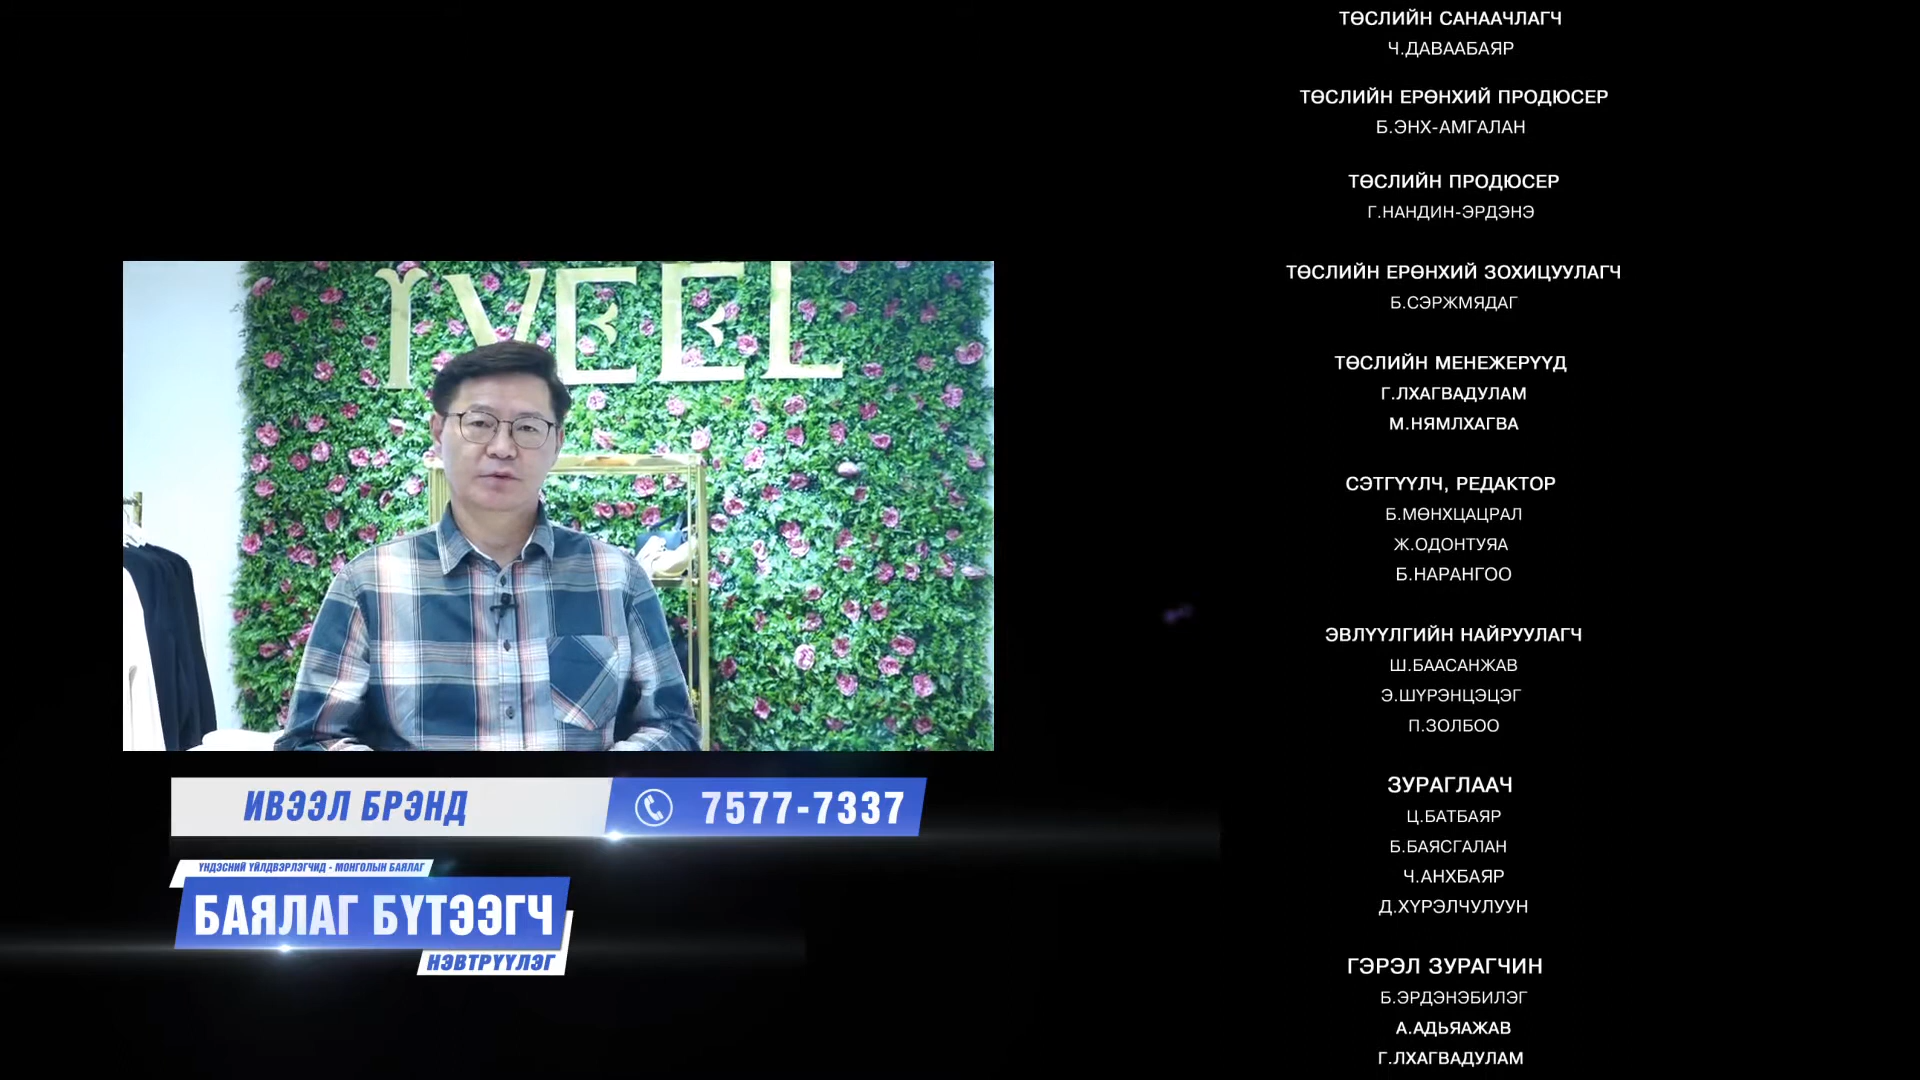 IVEEL
ИВЭЭЛ БРЭНД
7577-7337
ҮНДЭСНИЙ ҮЙЛДВЭРЛЭГЧИД - МОНГОЛЫН БАЯЛАГ
БАЯЛАГ БҮТЭЭГЧ
НЭВТРҮҮЛЭГ
ТӨСЛИЙН САНААЧЛАГЧ
Ч.ДАВААБАЯР
ТӨСЛИЙН ЕРӨНХИЙ ПРОДЮСЕР
Б.ЭНХ-АМГАЛАН
ТӨСЛИЙН ПРОДЮСЕР
Г.НАНДИН-ЭРДЭНЭ
ТӨСЛИЙН ЕРӨНХИЙ ЗОХИЦУУЛАГЧ
Б.СЭРЖМЯДАГ
ТӨСЛИЙН МЕНЕЖЕРҮҮД
Г.ЛХАГВАДУЛАМ
М.НЯМЛХАГВА
СЭТГҮҮЛЧ, РЕДАКТОР
Б.МӨНХЦАЦРАЛ
Ж.ОДОНТУЯА
Б.НАРАНГОО
ЭВЛҮҮЛГИЙН НАЙРУУЛАГЧ
Ш.БААСАНЖАВ
Э.ШҮРЭНЦЭЦЭГ
П.ЗОЛБОО
ЗУРАГЛААЧ
Ц.БАТБАЯР
Б.БАЯСГАЛАН
Ч.АНХБАЯР
Д.ХҮРЭЛЧУЛУУН
ГЭРЭЛ ЗУРАГЧИН
Б.ЭРДЭНЭБИЛЭГ
А.АДЬЯАЖАВ
Г.ЛХАГВАДУЛАМ